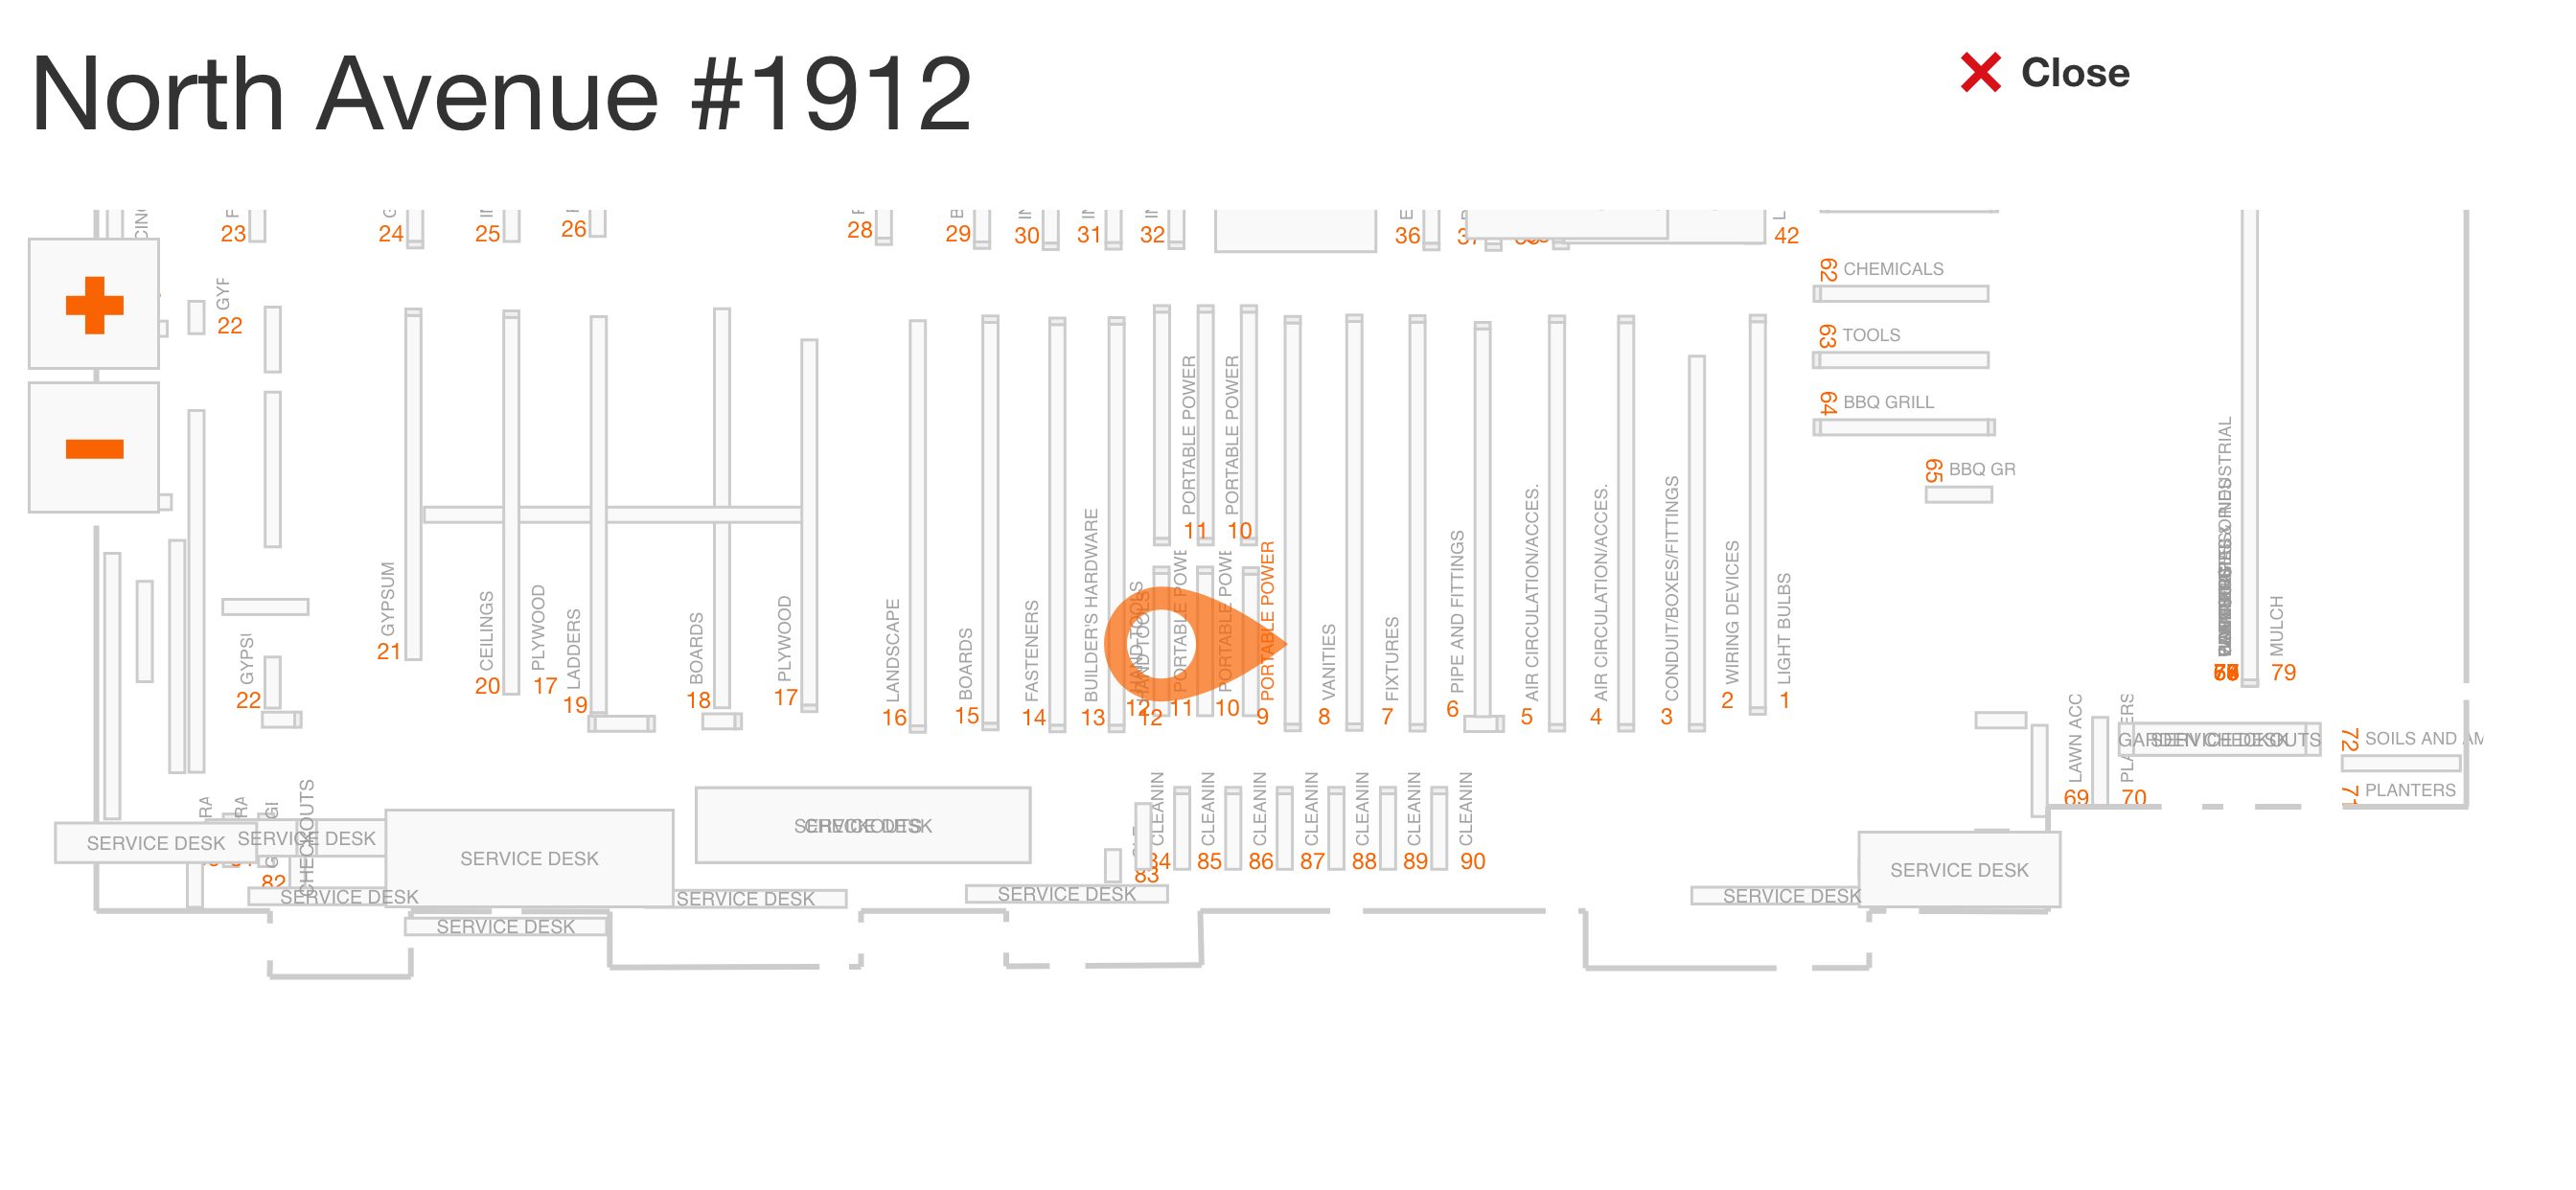 North Avenue #1912
Close
23
24
25
26
28
29
30
31
32
36
42
62 CHEMICALS
22
63 TOOLS
64 BBQ GRILL
65 BBQ GR
PORTABLE POWER
11
PORTABLE POWER
10
GYPSUM
21
CEILINGS
20
PLYWOOD
17
LADDERS
19
BOARDS
18
PLYWOOD
17
LANDSCAPE
16
BOARDS
15
FASTENERS
14
BUILDER'S HARDWARE
13
HAND TOOLS
12
12
11
10
PORTABLE POWER
9
VANITIES
8
FIXTURES
7
PIPE AND FITTINGS
6
AIR CIRCULATION/ACCES.
5
AIR CIRCULATION/ACCES.
4
CONDUIT/BOXES/FITTINGS
3
WIRING DEVICES
2
LIGHT BULBS
1
MULCH
79
22
LAWN ACC
69
PLANTERS
70
GARDEN CHECKOUTS
SERVICE DESK
72 SOILS AND
PLANTERS
SERVICE DESK
SERVICE DESK
82
CHECKOUTS
SERVICE DESK
SERVICE DESK
SERVICE DESK
SERVICE DESK
CHECKOUTS
SERVICE DESK
SERVICE DESK
83
CLEANIN
84
CLEANIN
85
CLEANIN
86
CLEANIN
87
CLEANIN
88
CLEANIN
89
CLEANIN
90
SERVICE DESK
SERVICE DESK